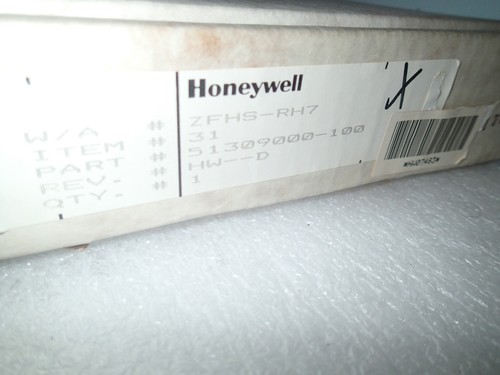 Honeywell
W/A # ZFHS-RH7
ITEM # 31
PART # 51309000-100
REV. # HW--D
QTY. # 1
X